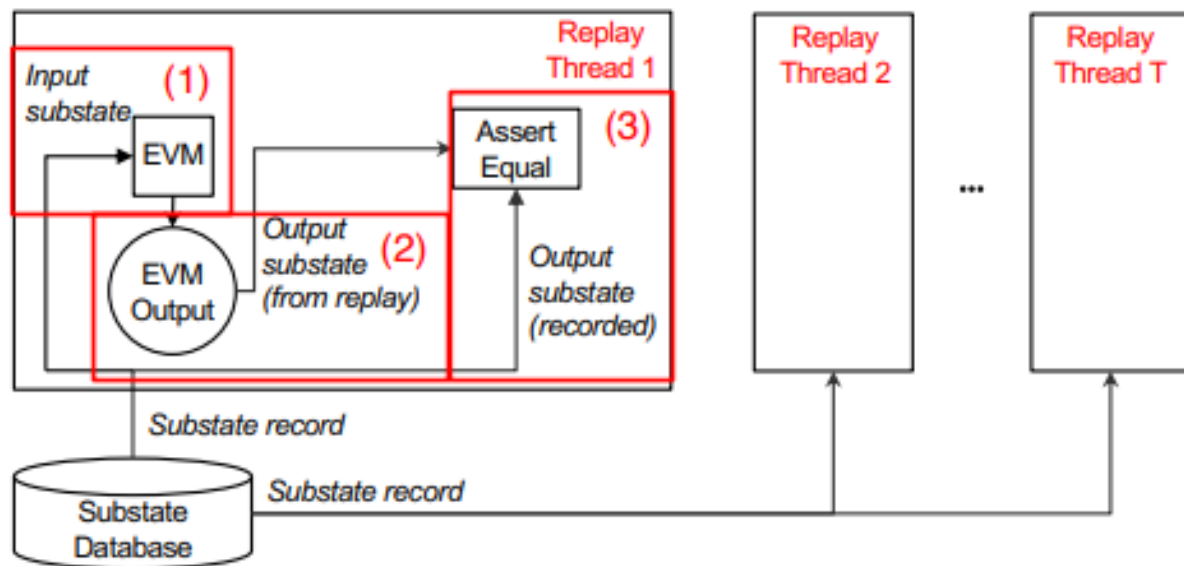 Replay
Thread 1
Replay
Thread 2
Replay
Thread T
Input
substate
(1)
EVM
Assert
Equal
(3)
...
EVM
Output
Output
substate
(from replay)
(2)
Output
substate
(recorded)
Substate record
Substate record
Substate
Database